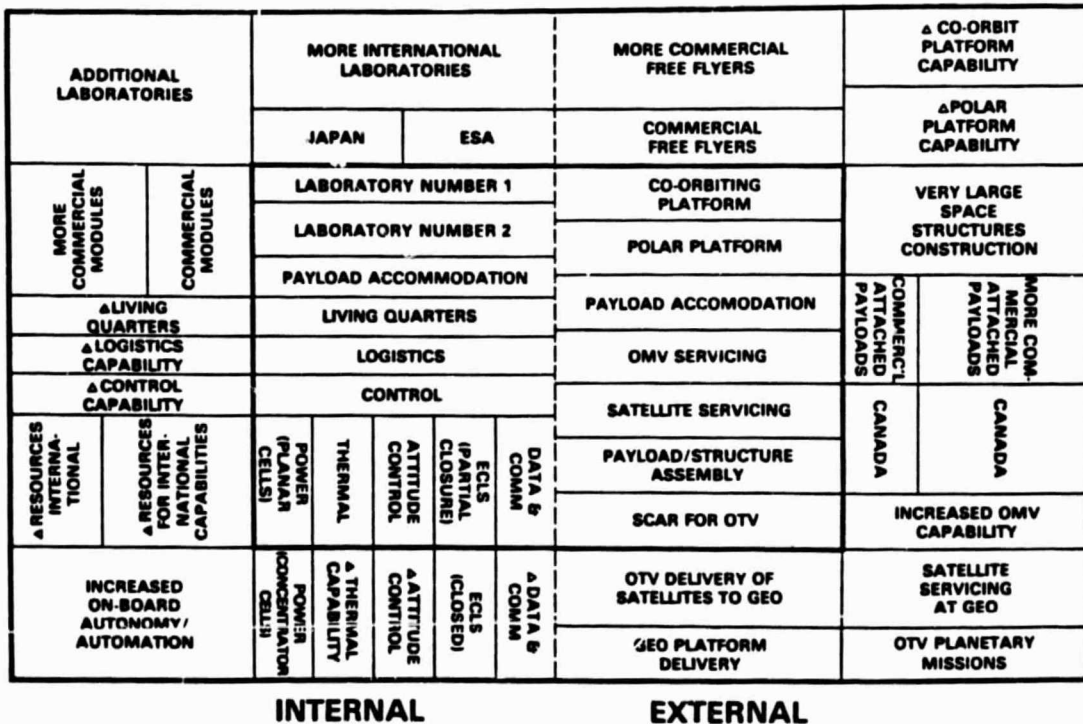 ADDITIONAL
LABORATORIES
MORE INTERNATIONAL
LABORATORIES
MORE COMMERCIAL
FREE FLYERS
Δ CO-ORBIT
PLATFORM
CAPABILITY
JAPAN
ESA
COMMERCIAL
FREE FLYERS
ΔPOLAR
PLATFORM
CAPABILITY
MORE
COMMERCIAL
MODULES
COMMERCIAL
MODULES
LABORATORY NUMBER 1
LABORATORY NUMBER 2
PAYLOAD ACCOMMODATION
CO-ORBITING
PLATFORM
POLAR PLATFORM
VERY LARGE
SPACE
STRUCTURES
CONSTRUCTION
ΔLIVING
QUARTERS
LIVING QUARTERS
PAYLOAD ACCOMODATION
COMMERC'L
ATTACHED
PAYLOADS
MORE COM-
MERCIAL
ATTACHED
PAYLOADS
ΔLOGISTICS
CAPABILITY
LOGISTICS
OMV SERVICING
ΔCONTROL
CAPABILITY
CONTROL
SATELLITE SERVICING
CANADA
CANADA
ΔRESOURCES
INTERNA-
TIONAL
ΔRESOURCES
FOR INTER-
NATIONAL
CAPABILITIES
POWER
(PLANAR
CELLS)
THERMAL
ATTITUDE
CONTROL
ECLS
(PARTIAL
CLOSURE)
DATA &
COMM
PAYLOAD/STRUCTURE
ASSEMBLY
SCAR FOR OTV
INCREASED OMV
CAPABILITY
INCREASED
ON-BOARD
AUTONOMY/
AUTOMATION
POWER
(CONCENTRATOR
CELLS)
Δ THERMAL
CAPABILITY
ΔATTITUDE
CONTROL
ECLS
(CLOSED)
ΔDATA &
COMM
OTV DELIVERY OF
SATELLITES TO GEO
SATELLITE
SERVICING
AT GEO
GEO PLATFORM
DELIVERY
OTV PLANETARY
MISSIONS
INTERNAL
EXTERNAL